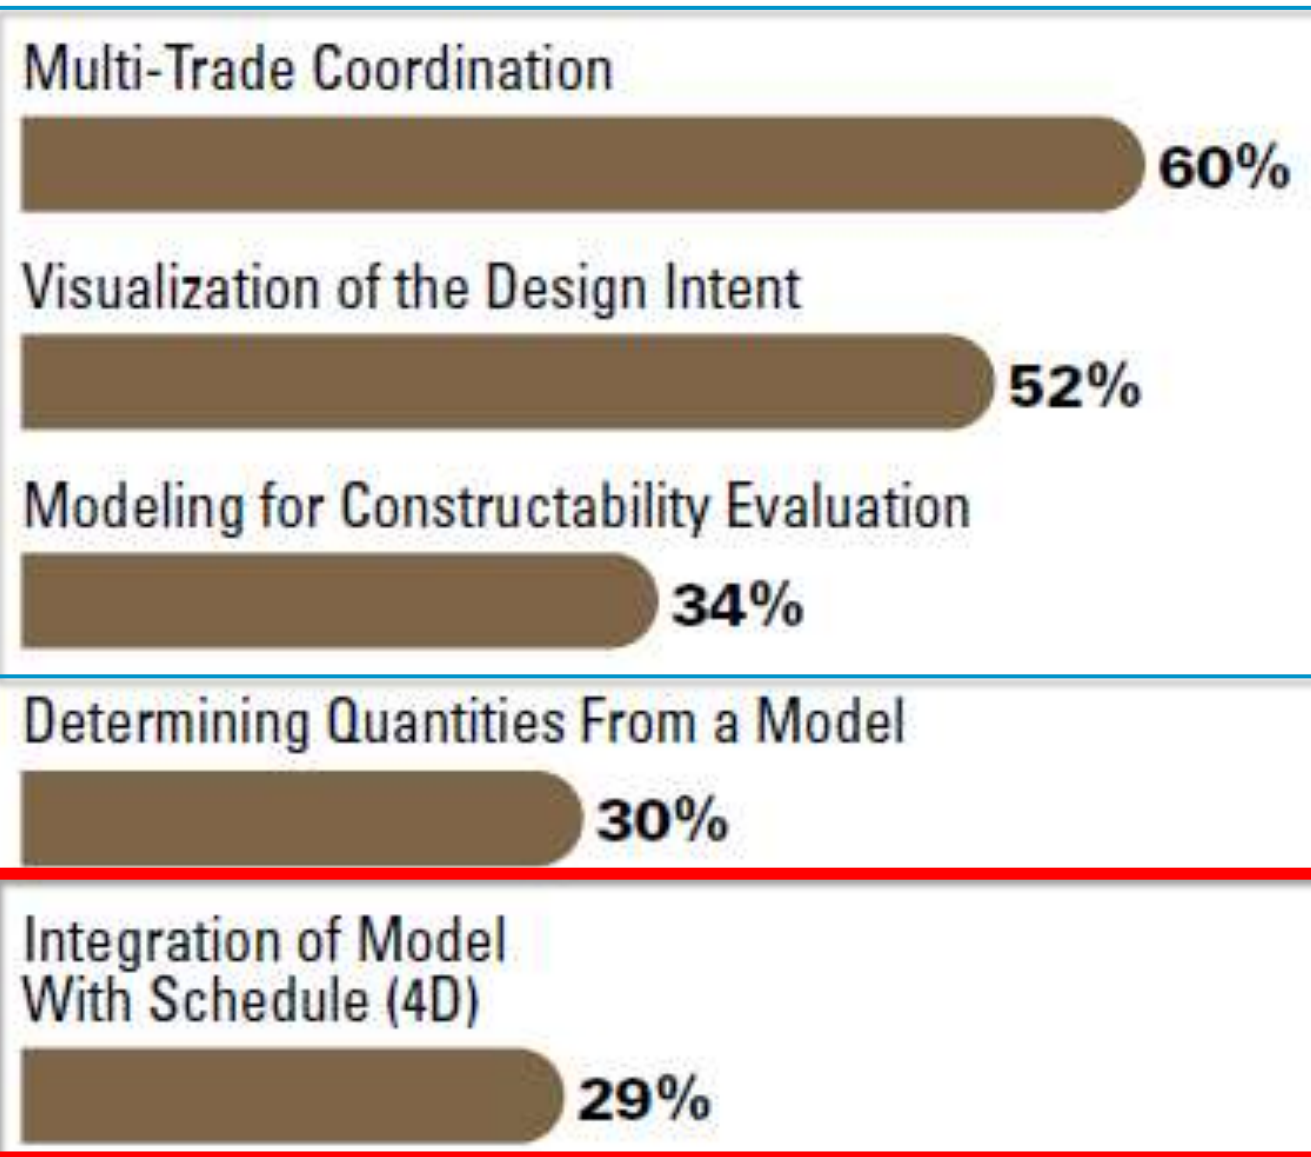 Multi-Trade Coordination
60%
Visualization of the Design Intent
52%
Modeling for Constructability Evaluation
34%
Determining Quantities From a Model
30%
Integration of Model
With Schedule (4D)
29%